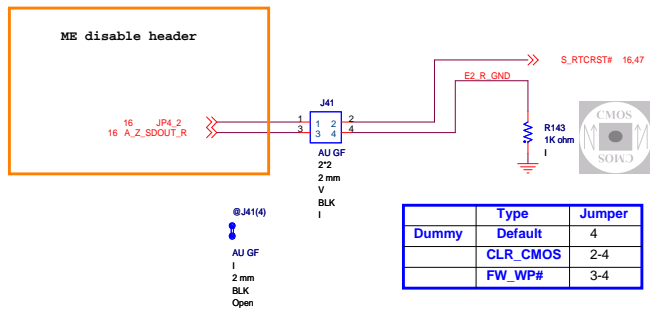 ME disable header
S_RTCRST# 16,47
E2_R_GND
J41
16 JP4_2
16 A_Z_SDOUT_R
1 1 2 2
3 3 4 4
R143
1K ohm
I
CMOS
CMOS
AU GF
2*2
2 mm
V
BLK
I
@J41(4)
AU GF
I
2 mm
BLK
Open
Type Jumper
Dummy Default 4
CLR_CMOS 2-4
FW_WP# 3-4